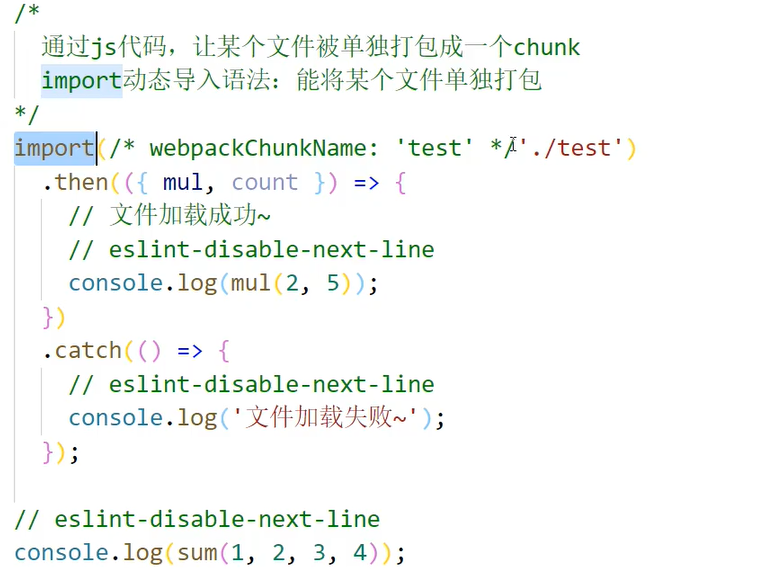 /*
通过js代码，让某个文件被单独打包成一个chunk
import动态导入语法：能将某个文件单独打包
*/
import(/* webpackChunkName: 'test' */'./test')
.then(({ mul, count }) => {
// 文件加载成功~
// eslint-disable-next-line
console.log(mul(2, 5));
})
.catch(() => {
// eslint-disable-next-line
console.log('文件加载失败~');
});
// eslint-disable-next-line
console.log(sum(1, 2, 3, 4));